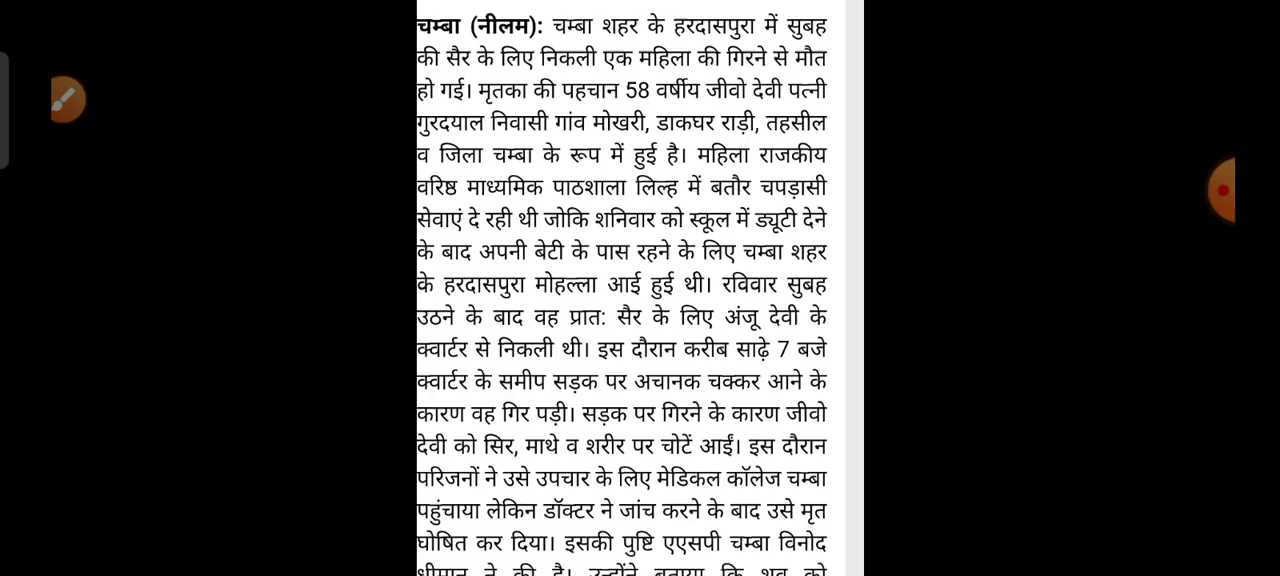 चम्बा (नीलम): चम्बा शहर के हरदासपुरा में सुबह
की सैर के लिए निकली एक महिला की गिरने से मौत
हो गई। मृतका की पहचान 58 वर्षीय जीवो देवी पत्नी
गुरदयाल निवासी गांव मोखरी, डाकघर राड़ी, तहसील
व जिला चम्बा के रूप में हुई है। महिला राजकीय
वरिष्ठ माध्यमिक पाठशाला लिल्ह में बतौर चपड़ासी
सेवाएं दे रही थी जोकि शनिवार को स्कूल में ड्यूटी देने
के बाद अपनी बेटी के पास रहने के लिए चम्बा शहर
के हरदासपुरा मोहल्ला आई हुई थी। रविवार सुबह
उठने के बाद वह प्रात: सैर के लिए अंजू देवी के
क्वार्टर से निकली थी। इस दौरान करीब साढ़े 7 बजे
क्वार्टर के समीप सड़क पर अचानक चक्कर आने के
कारण वह गिर पड़ी। सड़क पर गिरने के कारण जीवो
देवी को सिर, माथे व शरीर पर चोटें आईं। इस दौरान
परिजनों ने उसे उपचार के लिए मेडिकल कॉलेज चम्बा
पहुंचाया लेकिन डॉक्टर ने जांच करने के बाद उसे मृत
घोषित कर दिया। इसकी पुष्टि एएसपी चम्बा विनोद
धीमान ने की है। उन्होंने बताया कि शव को